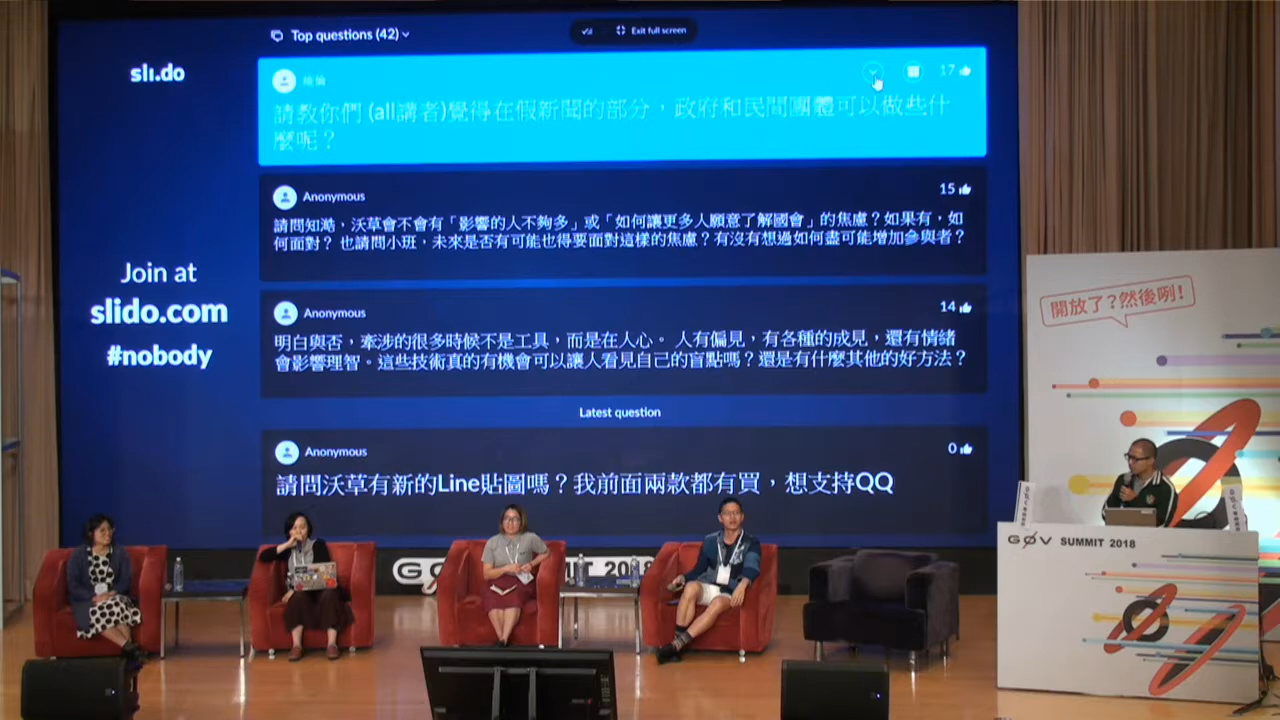 Top questions (42)
Exit full screen
sli.do
17
請教你們 (all講者)覺得在假新聞的部分，政府和民間團體可以做些什
麼呢？
Anonymous
15
請問知澔，沃草會不會有「影響的人不夠多」或「如何讓更多人願意了解國會」的焦慮？如果有，如
何面對？ 也請問小班，未來是否有可能也得要面對這樣的焦慮？有沒有想過如何盡可能增加參與者？
Join at
slido.com
#nobody
Anonymous
14
明白與否，牽涉的很多時候不是工具，而是在人心。 人有偏見，有各種的成見，還有情緒
會影響理智。這些技術真的有機會可以讓人看見自己的盲點嗎？還是有什麼其他的好方法？
Latest question
Anonymous
0
請問沃草有新的Line貼圖嗎？我前面兩款都有買，想支持QQ
開放了？然後咧！
GØV SUMMIT 2018